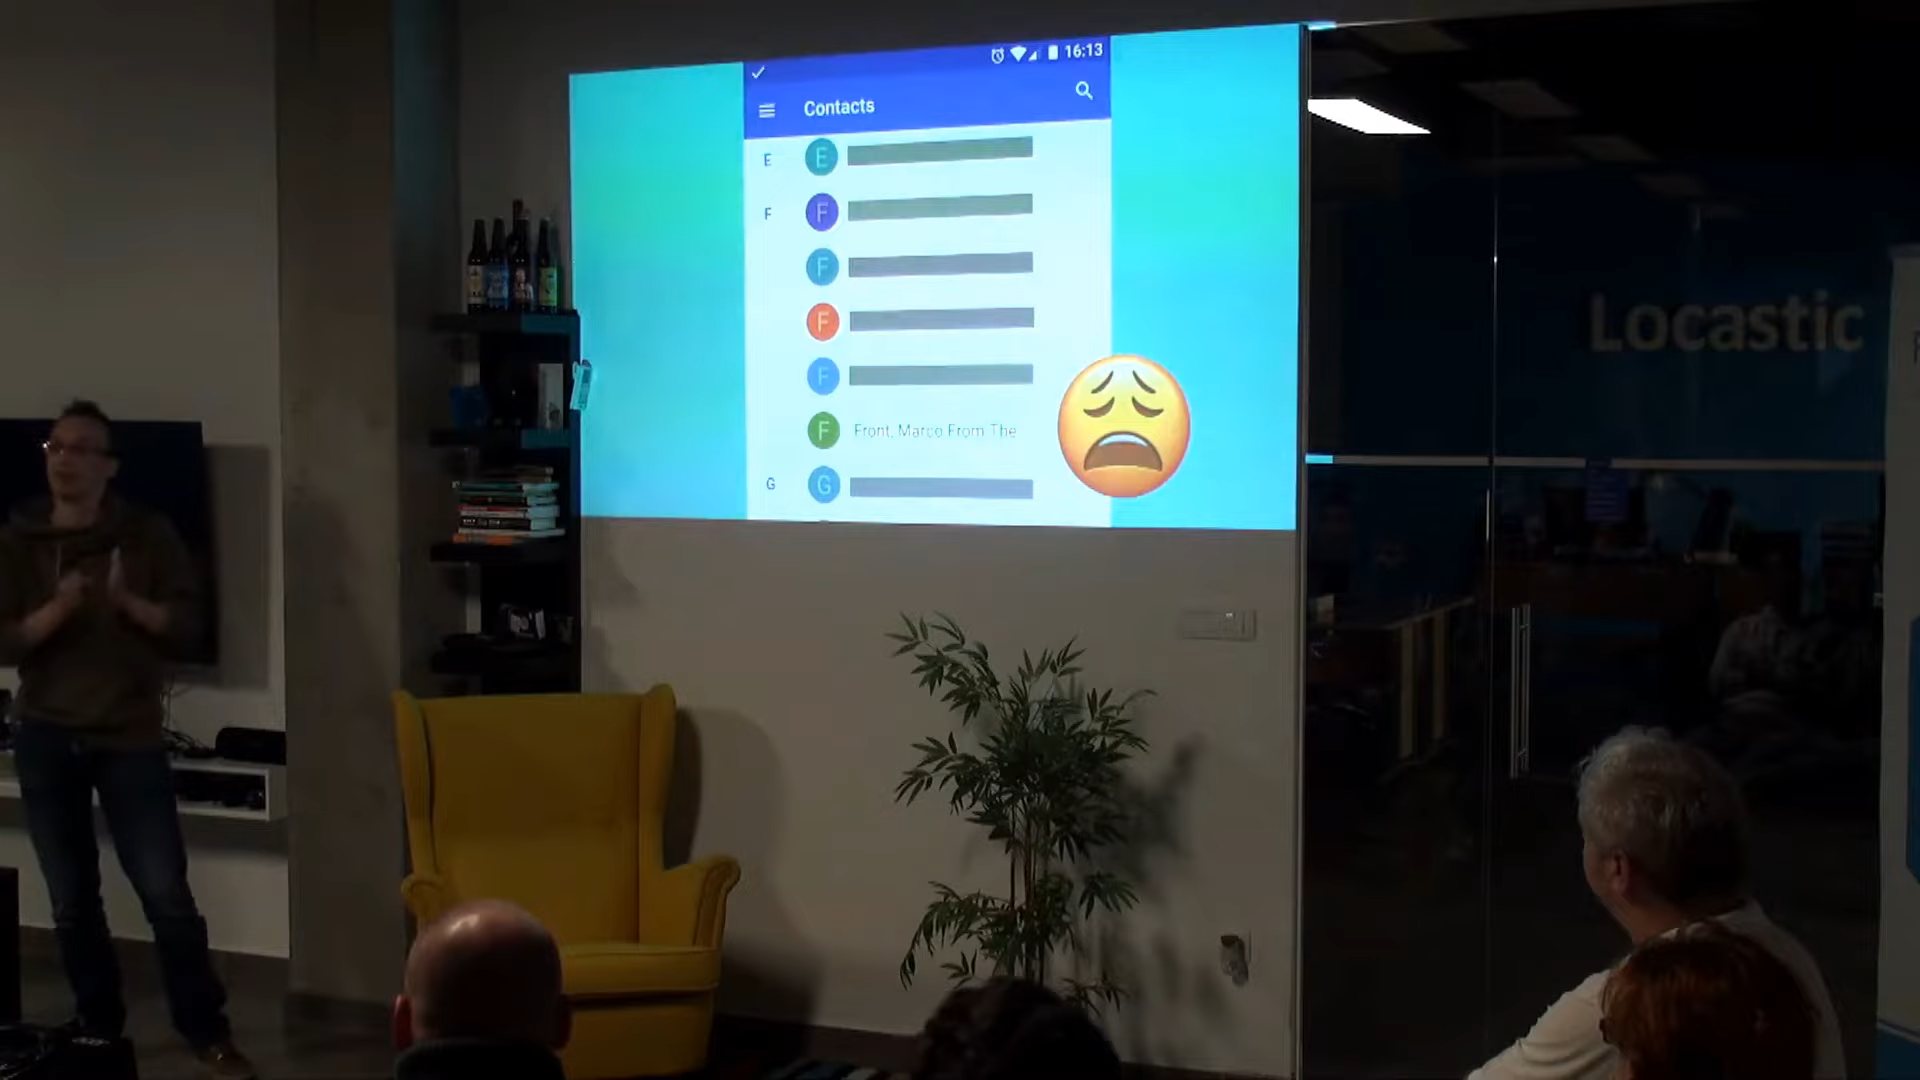 16:13
Contacts
E E
F F
F
F
F
F Front, Marco From The
G G
Locastic